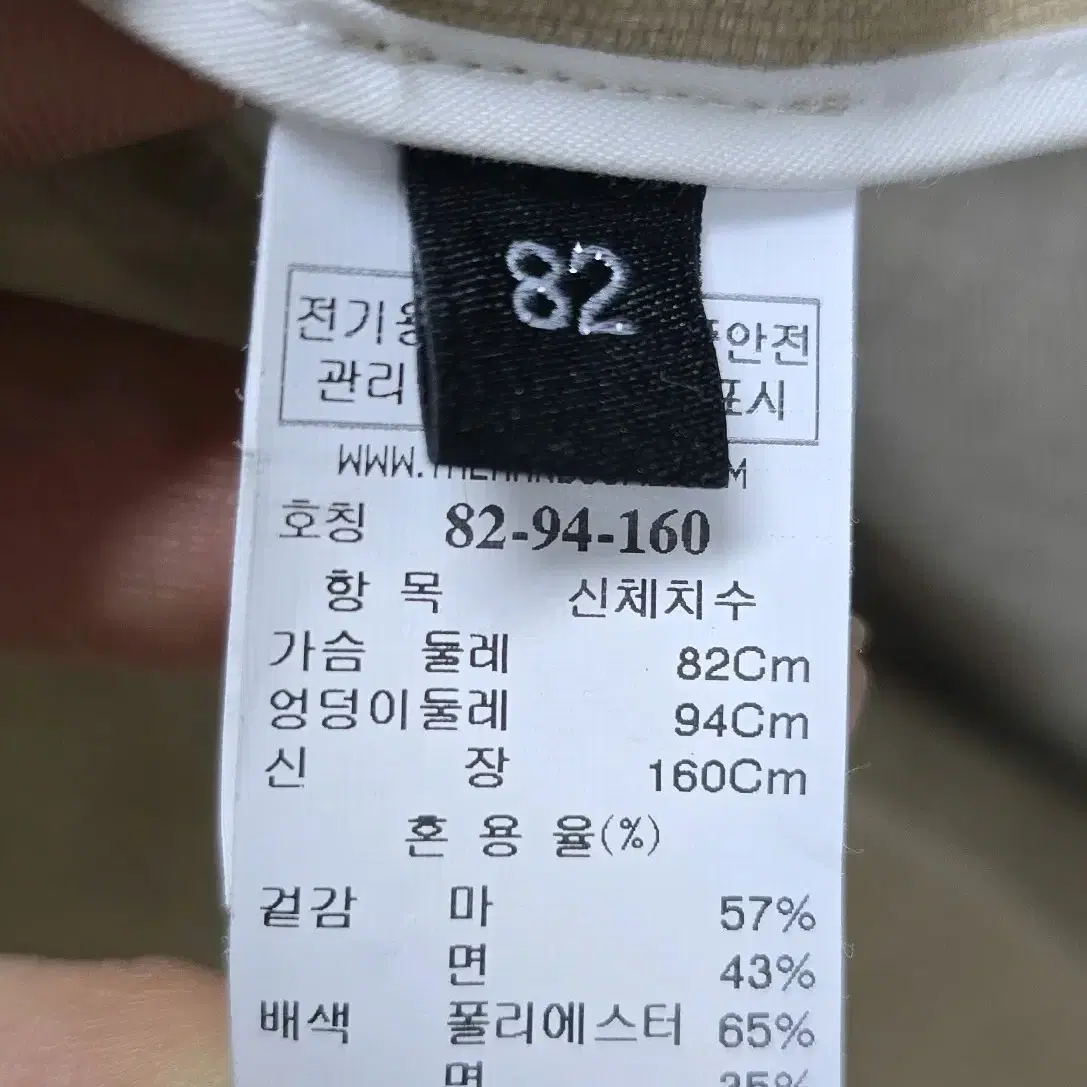 82
전기 안전
관리 표시
WWW.
호칭 82-94-160
항 목 신체치수
가슴 둘레 82Cm
엉덩이둘레 94Cm
신 장 160Cm
혼 용 율(%)
겉감 마 57%
면 43%
배색 폴리에스터 65%
면 35%